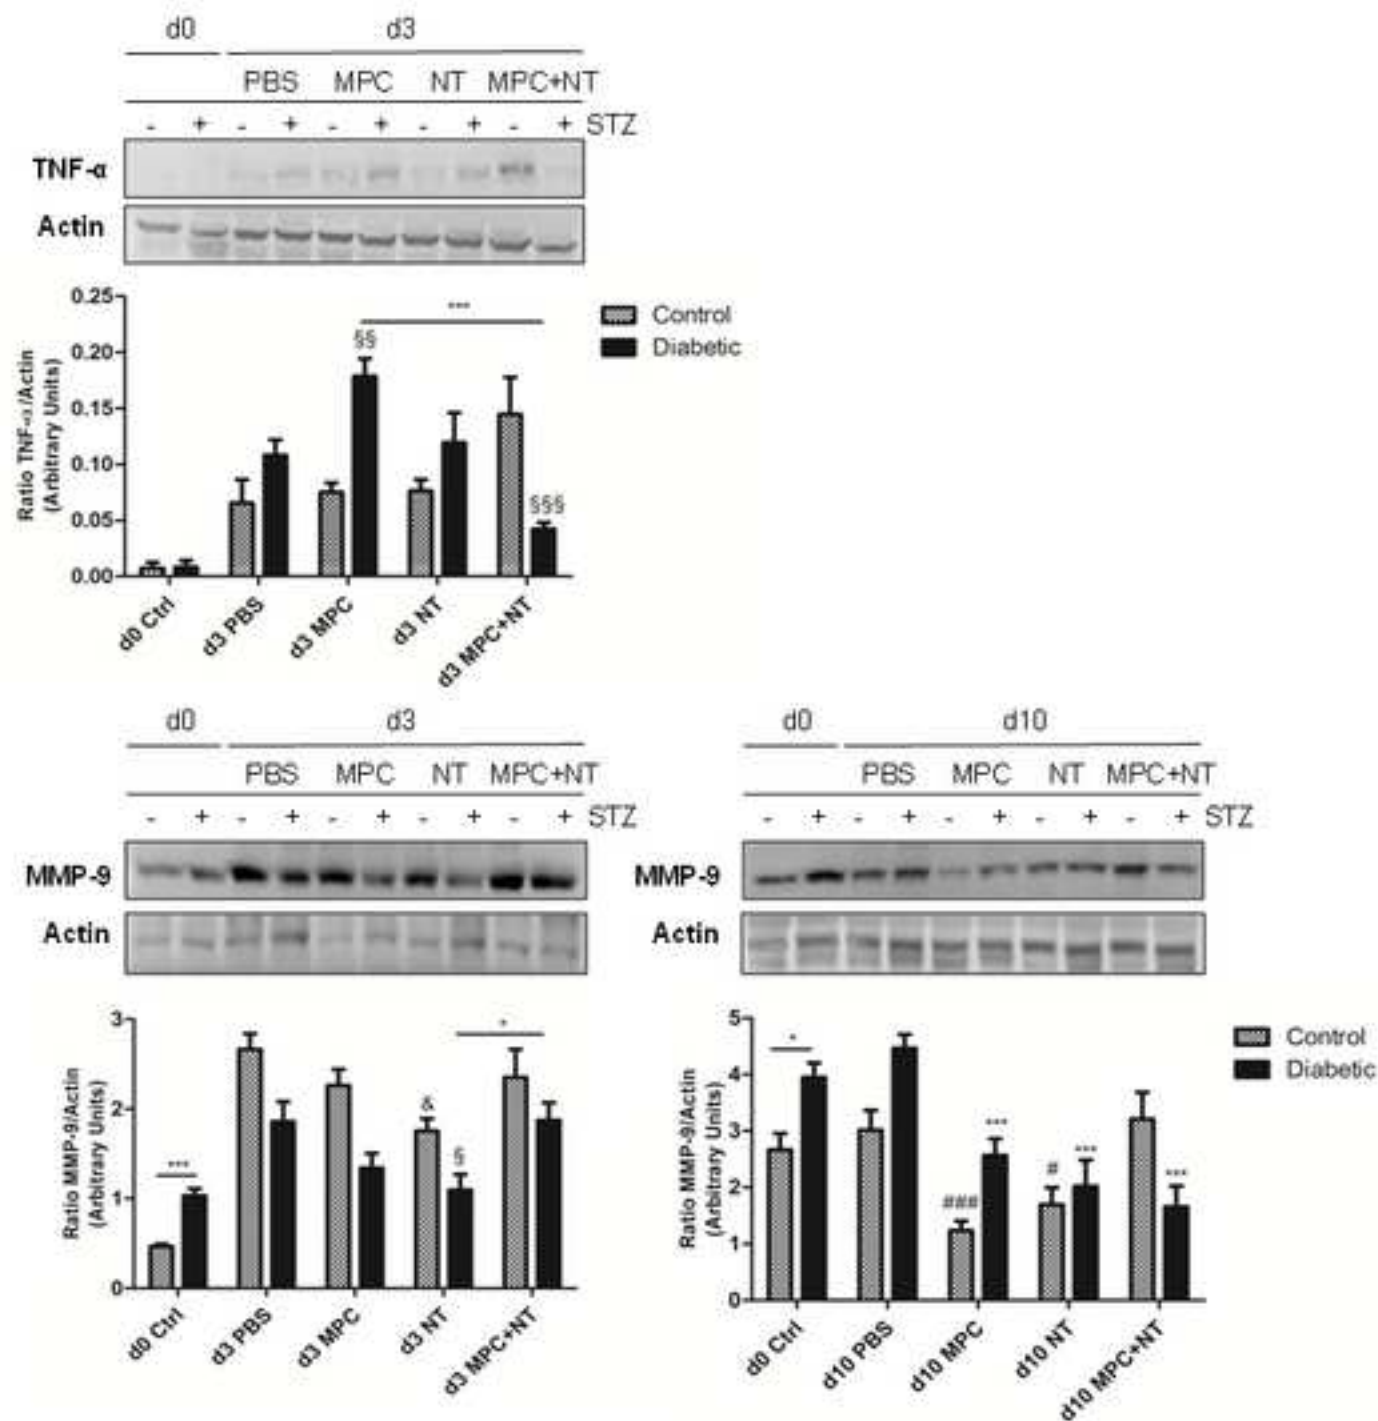 d0 d3
PBS MPC NT MPC+NT
- + - + - + - + - + STZ
TNF-α
Actin
Ratio TNF-α/Actin
(Arbitrary Units)
0.25
0.20
0.15
0.10
0.05
0.00
***
§§
§§§
Control
Diabetic
d0 Ctrl
d3 PBS
d3 MPC
d3 NT
d3 MPC+NT
d0 d3
PBS MPC NT MPC+NT
- + - + - + - + - + STZ
MMP-9
Actin
Ratio MMP-9/Actin
(Arbitrary Units)
3
2
1
0
***
&
§
*
d0 Ctrl
d3 PBS
d3 MPC
d3 NT
d3 MPC+NT
d0 d10
PBS MPC NT MPC+NT
- + - + - + - + - + STZ
MMP-9
Actin
Ratio MMP-9/Actin
(Arbitrary Units)
5
4
3
2
1
0
*
###
***
#
***
***
Control
Diabetic
d0 Ctrl
d10 PBS
d10 MPC
d10 NT
d10 MPC+NT